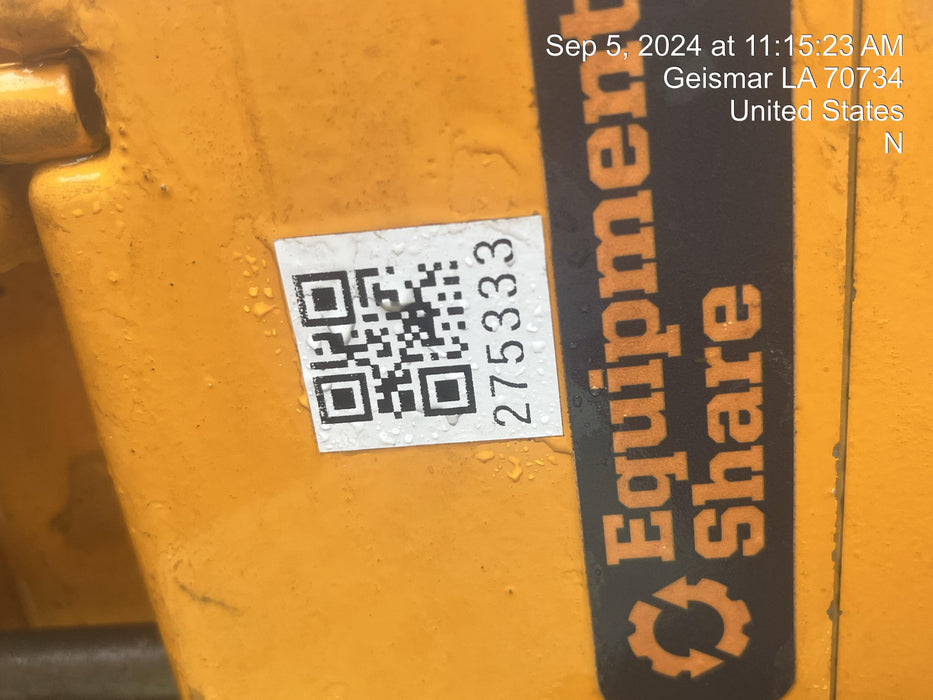 Sep 5, 2024 at 11:15:23 AM
Geismar LA 70734
United States
N
275333
Equipment
Share